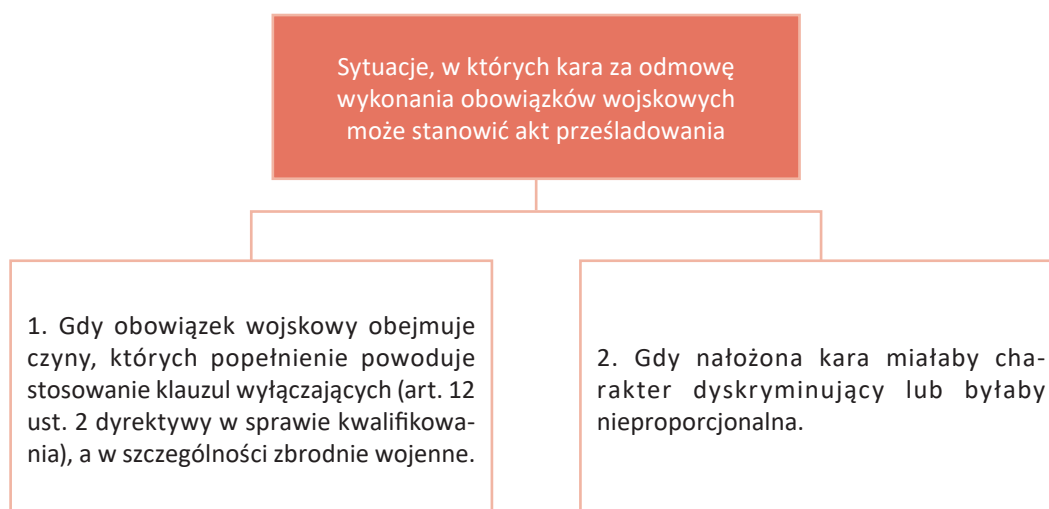 Sytuacje, w których kara za odmowę
wykonania obowiązków wojskowych
może stanowić akt prześladowania
1. Gdy obowiązek wojskowy obejmuje
czyny, których popełnienie powoduje
stosowanie klauzul wyłączających (art. 12
ust. 2 dyrektywy w sprawie kwalifikowa-
nia), a w szczególności zbrodnie wojenne.
2. Gdy nałożona kara miałaby cha-
rakter dyskryminujący lub byłaby
nieproporcjonalna.